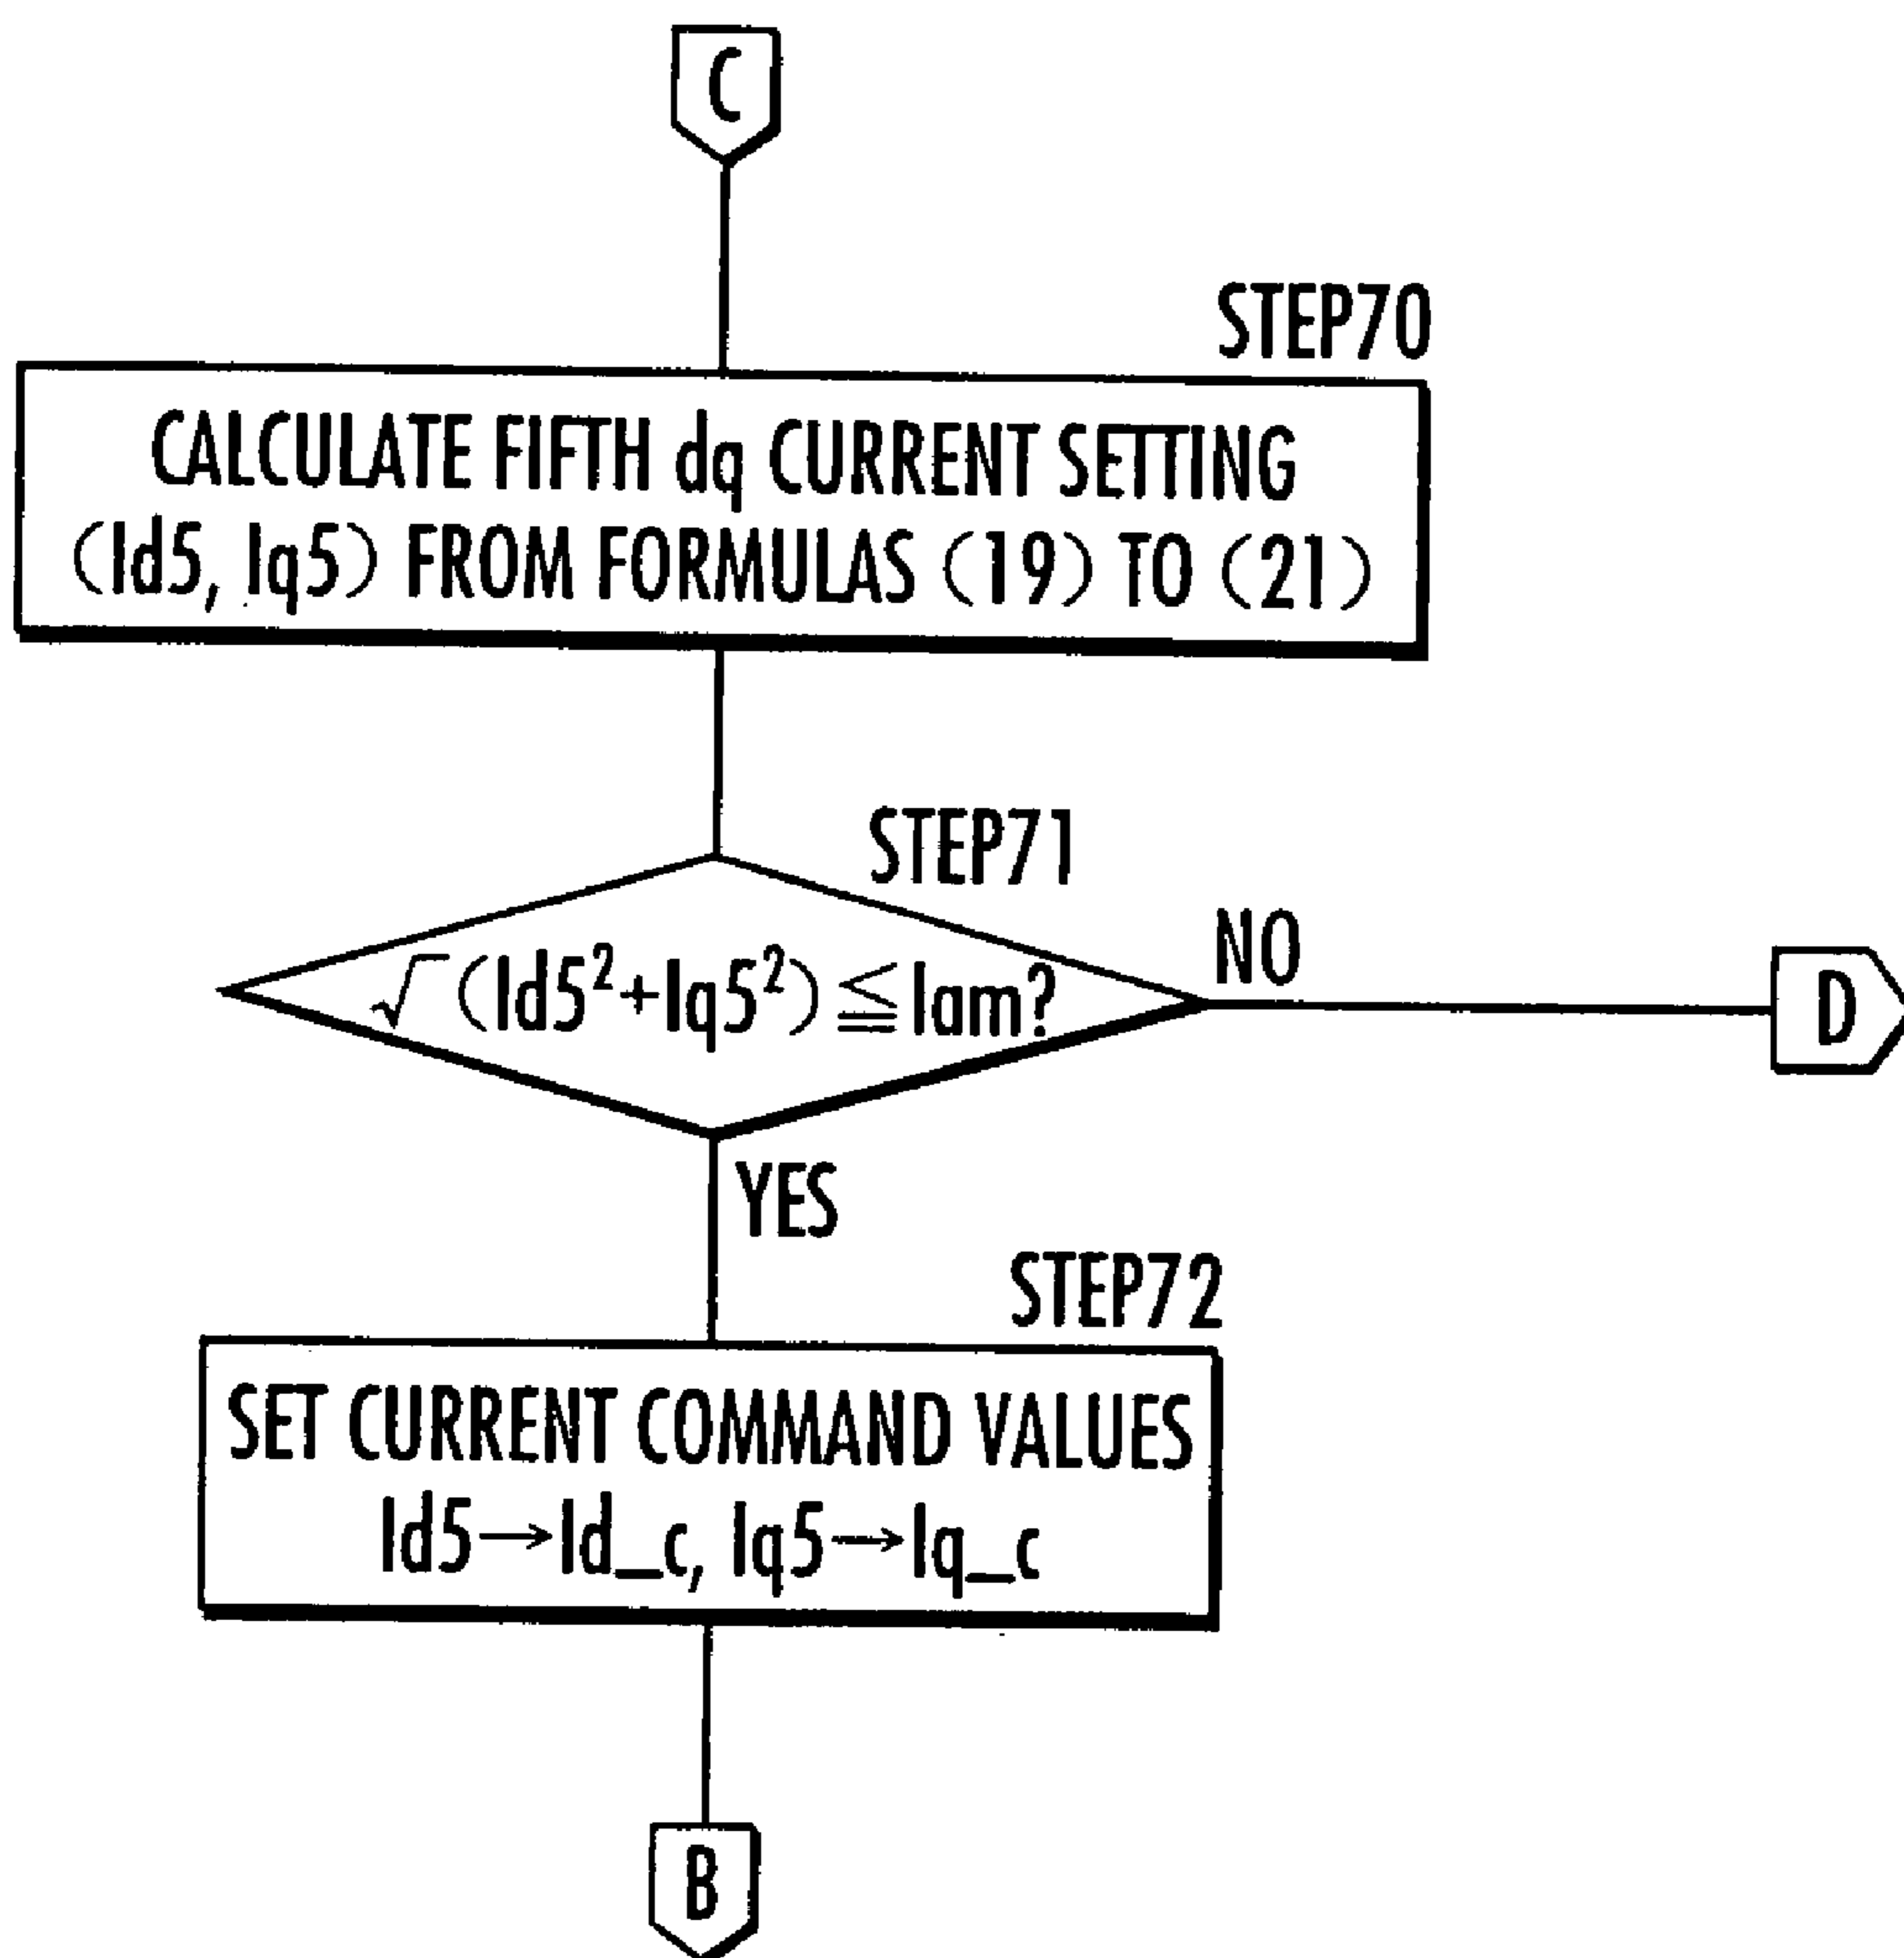 C
STEP70
CALCULATE FIFTH dq CURRENT SETTING
(Id5, Iq5) FROM FORMULAS (19) TO (21)
STEP71
√(Id5²+Iq5²)≦Iam?
NO
D
YES
STEP72
SET CURRENT COMMAND VALUES
Id5→Id_c, Iq5→Iq_c
B